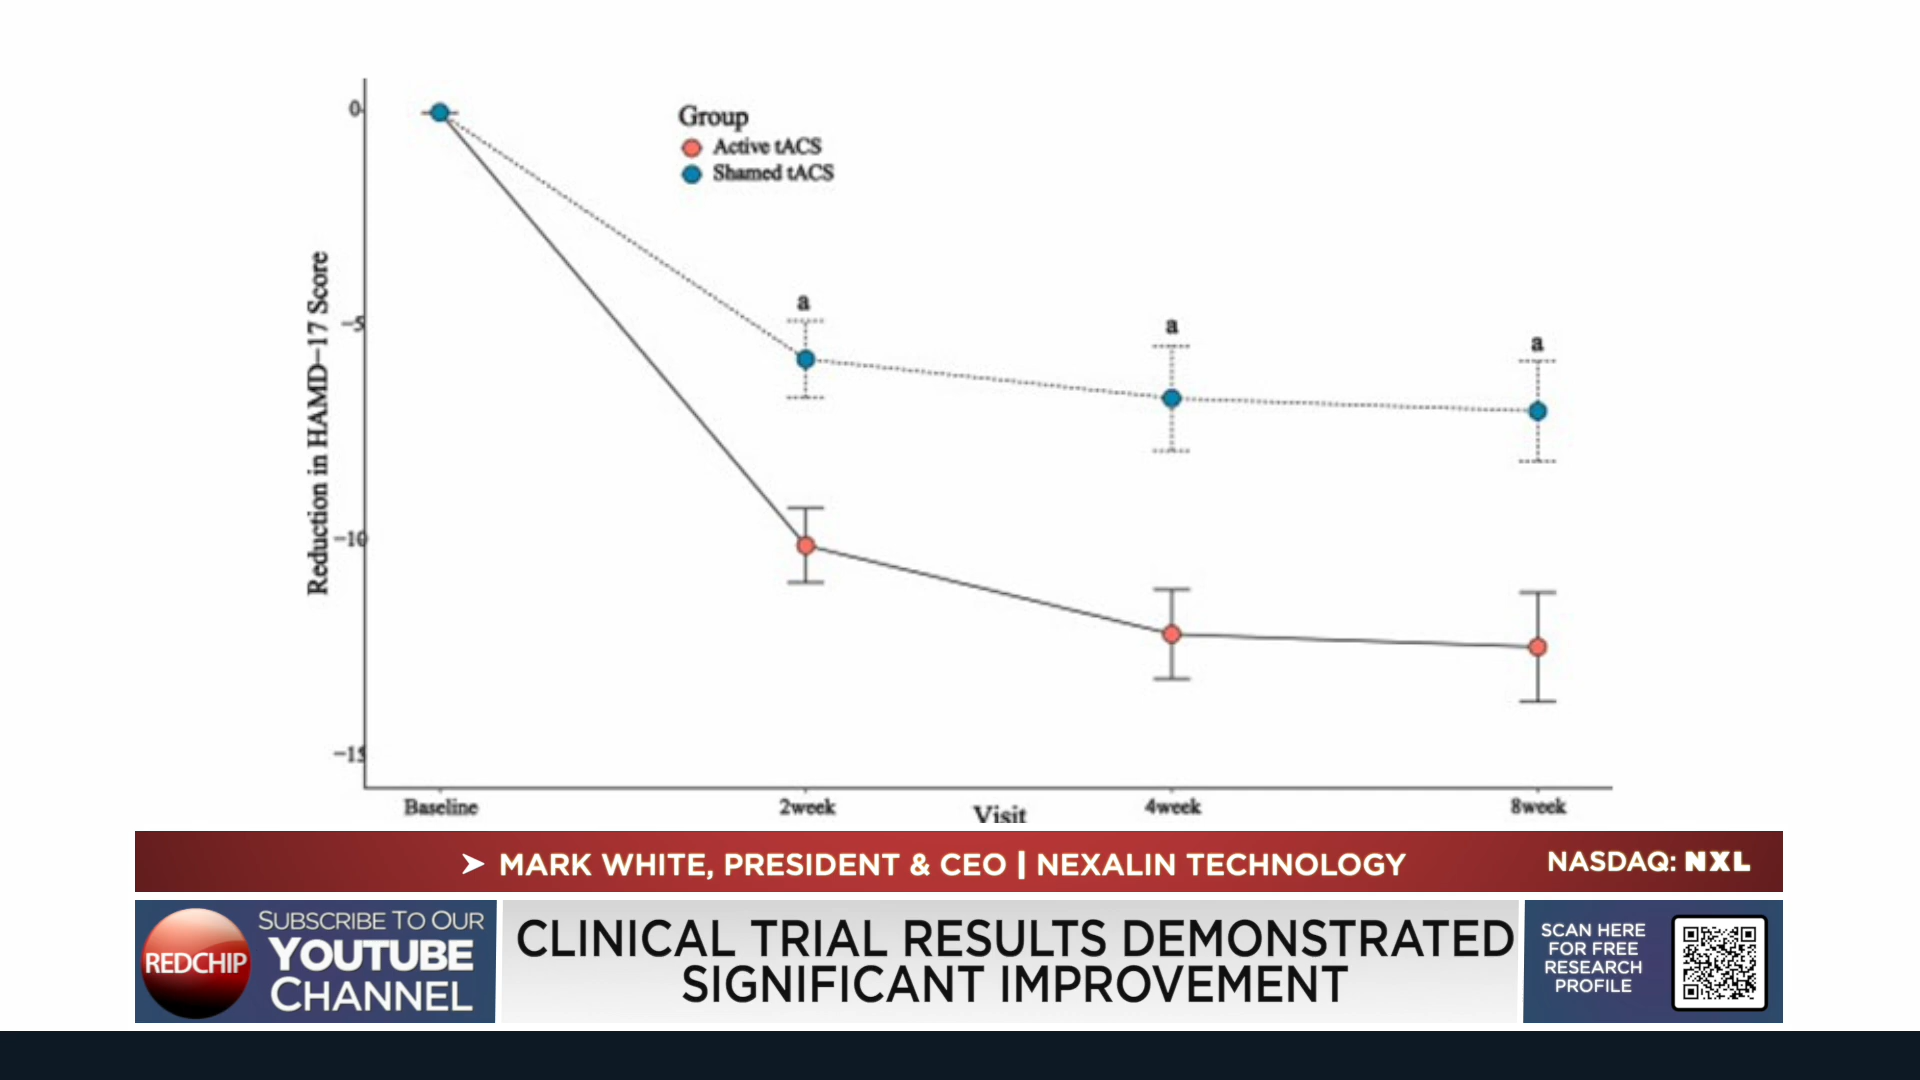 0
Group
Active tACS
Shamed tACS
a
a
a
−5
−10
−15
Reduction in HAMD−17 Score
Baseline
2week
4week
8week
Visit
MARK WHITE, PRESIDENT & CEO | NEXALIN TECHNOLOGY
NASDAQ: NXL
REDCHIP
SUBSCRIBE TO OUR
YOUTUBE
CHANNEL
CLINICAL TRIAL RESULTS DEMONSTRATED
SIGNIFICANT IMPROVEMENT
SCAN HERE
FOR FREE
RESEARCH
PROFILE